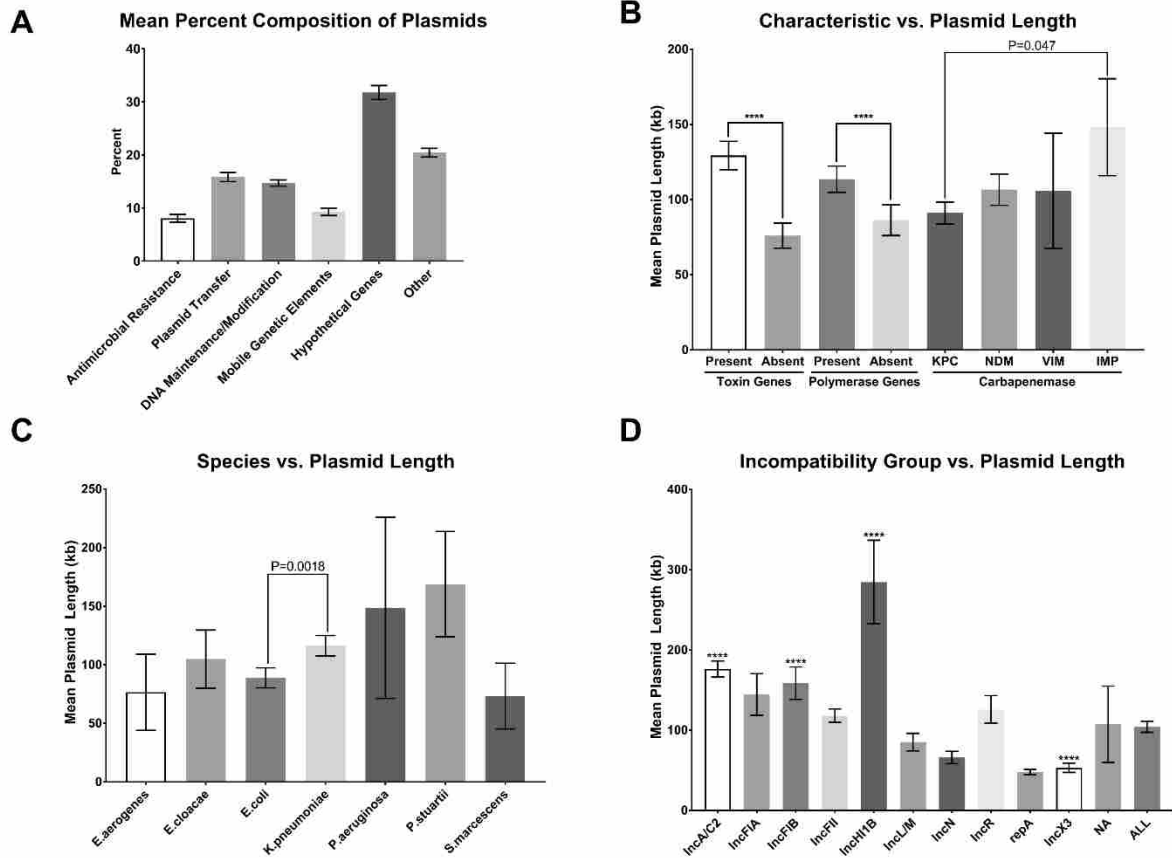 A
Mean Percent Composition of Plasmids
40
30
20
10
0
Percent
Antimicrobial Resistance
Plasmid Transfer
DNA Maintenance/Modification
Mobile Genetic Elements
Hypothetical Genes
Other
B
Characteristic vs. Plasmid Length
P=0.047
200
150
100
50
0
Mean Plasmid Length (kb)
****
****
Present Absent Present Absent KPC NDM VIM IMP
Toxin Genes Polymerase Genes Carbapenemase
C
Species vs. Plasmid Length
250
200
150
100
50
0
Mean Plasmid Length (kb)
P=0.0018
E.aerogenes
E.cloacae
E.coli
K.pneumoniae
P.aeruginosa
P.stuartii
S.marcescens
D
Incompatibility Group vs. Plasmid Length
400
300
200
100
0
Mean Plasmid Length (kb)
****
****
****
****
IncA/C2
IncFIA
IncFIB
IncFII
IncHI1B
IncL/M
IncN
IncR
repA
IncX3
NA
ALL